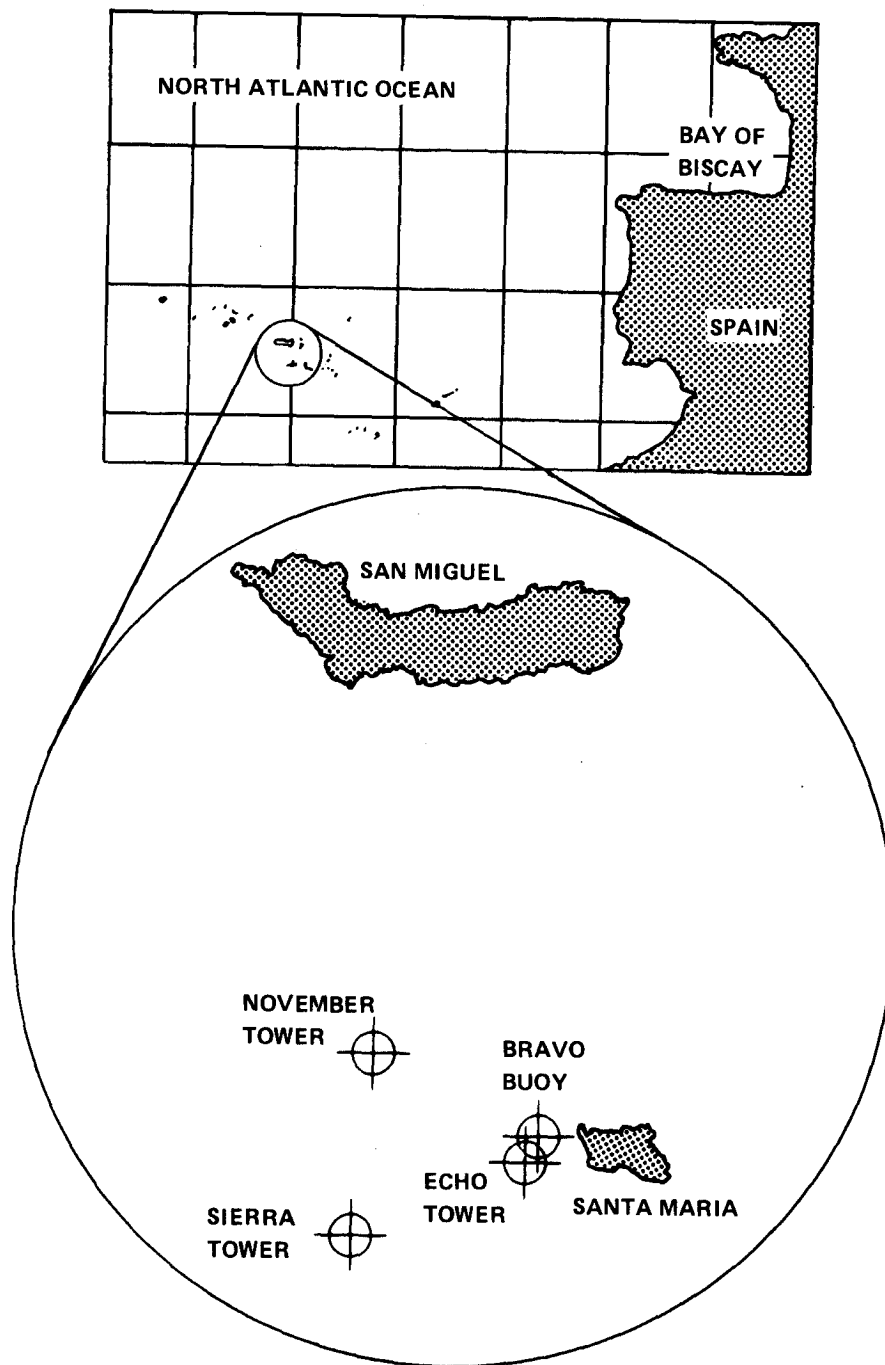 NORTH ATLANTIC OCEAN
BAY OF
BISCAY
SPAIN
SAN MIGUEL
NOVEMBER
TOWER
BRAVO
BUOY
ECHO
TOWER
SANTA MARIA
SIERRA
TOWER